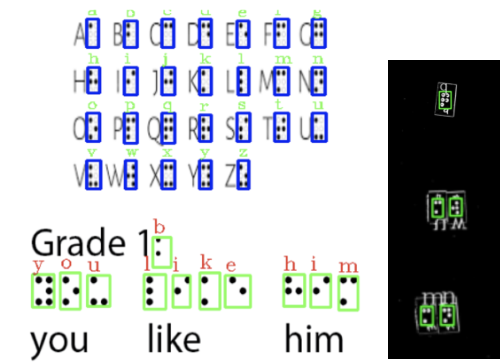 A B C D E F G
h i j k l m n
H I J K L M N
o p q r s t u
O P Q R S T U
v w x y z
V W X Y Z
b
Grade 1
y o u l i k e h i m
you like him